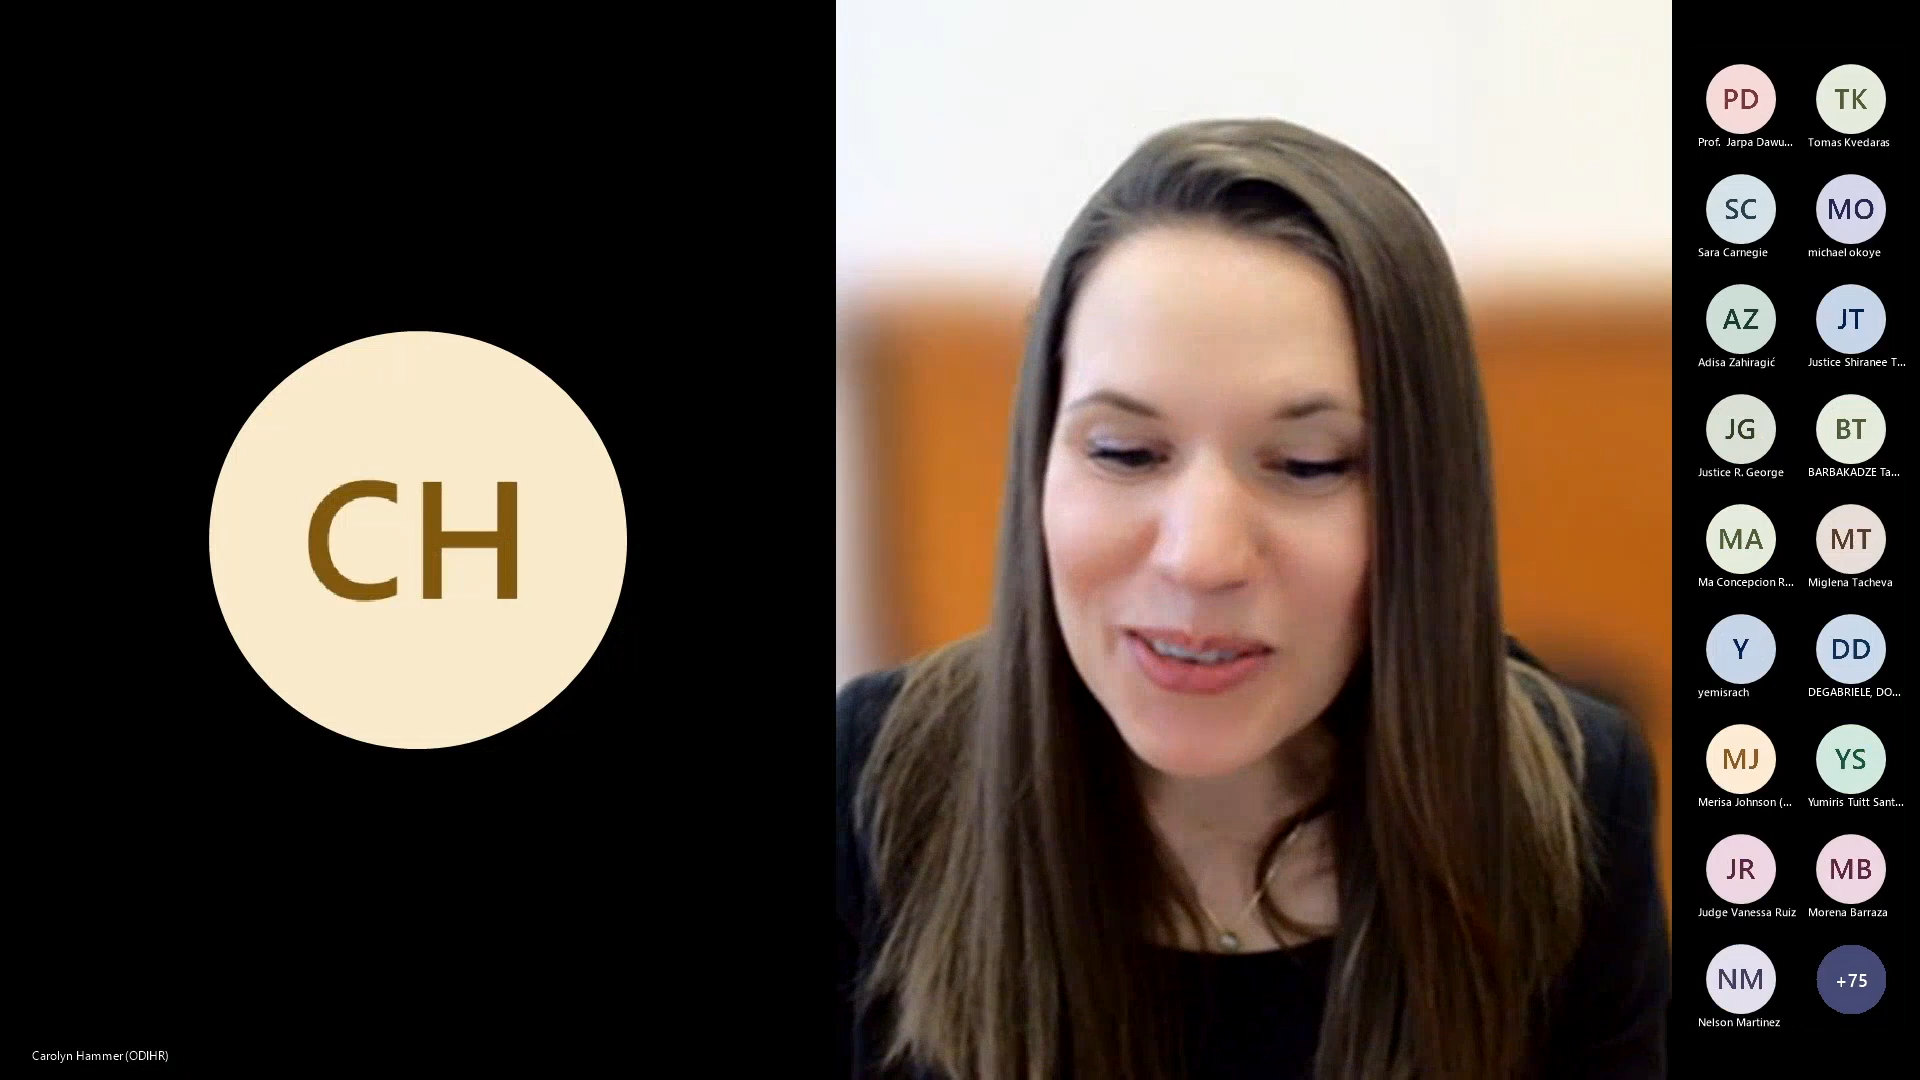 CH
Carolyn Hammer (ODIHR)
PD
Prof. Jarpa Dawu...
TK
Tomas Kvedaras
SC
Sara Carnegie
MO
michael okoye
AZ
Adisa Zahiragić
JT
Justice Shiranee T...
JG
Justice R. George
BT
BARBAKADZE Ta...
MA
Ma Concepcion R...
MT
Miglena Tacheva
Y
yemisrach
DD
DEGABRIELE, DO...
MJ
Merisa Johnson (...
YS
Yumiris Tuitt Sant...
JR
Judge Vanessa Ruiz
MB
Morena Barraza
NM
Nelson Martinez
+75